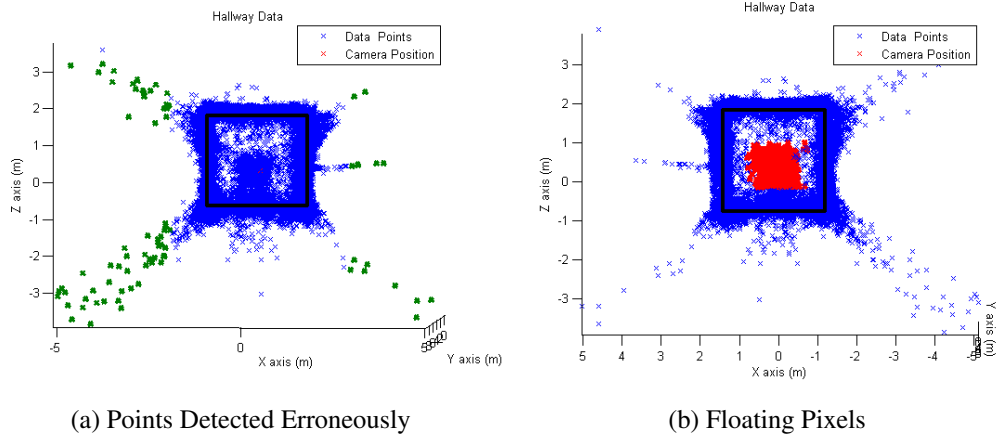 Hallway Data
Data Points
Camera Position
3
2
1
0
-1
-2
-3
Z axis (m)
-5
0
5
X axis (m)
Y axis (m)
(a) Points Detected Erroneously
Hallway Data
Data Points
Camera Position
4
3
2
1
0
-1
-2
-3
Z axis (m)
5
4
3
2
1
0
-1
-2
-3
-4
-5
X axis (m)
Y axis (m)
(b) Floating Pixels